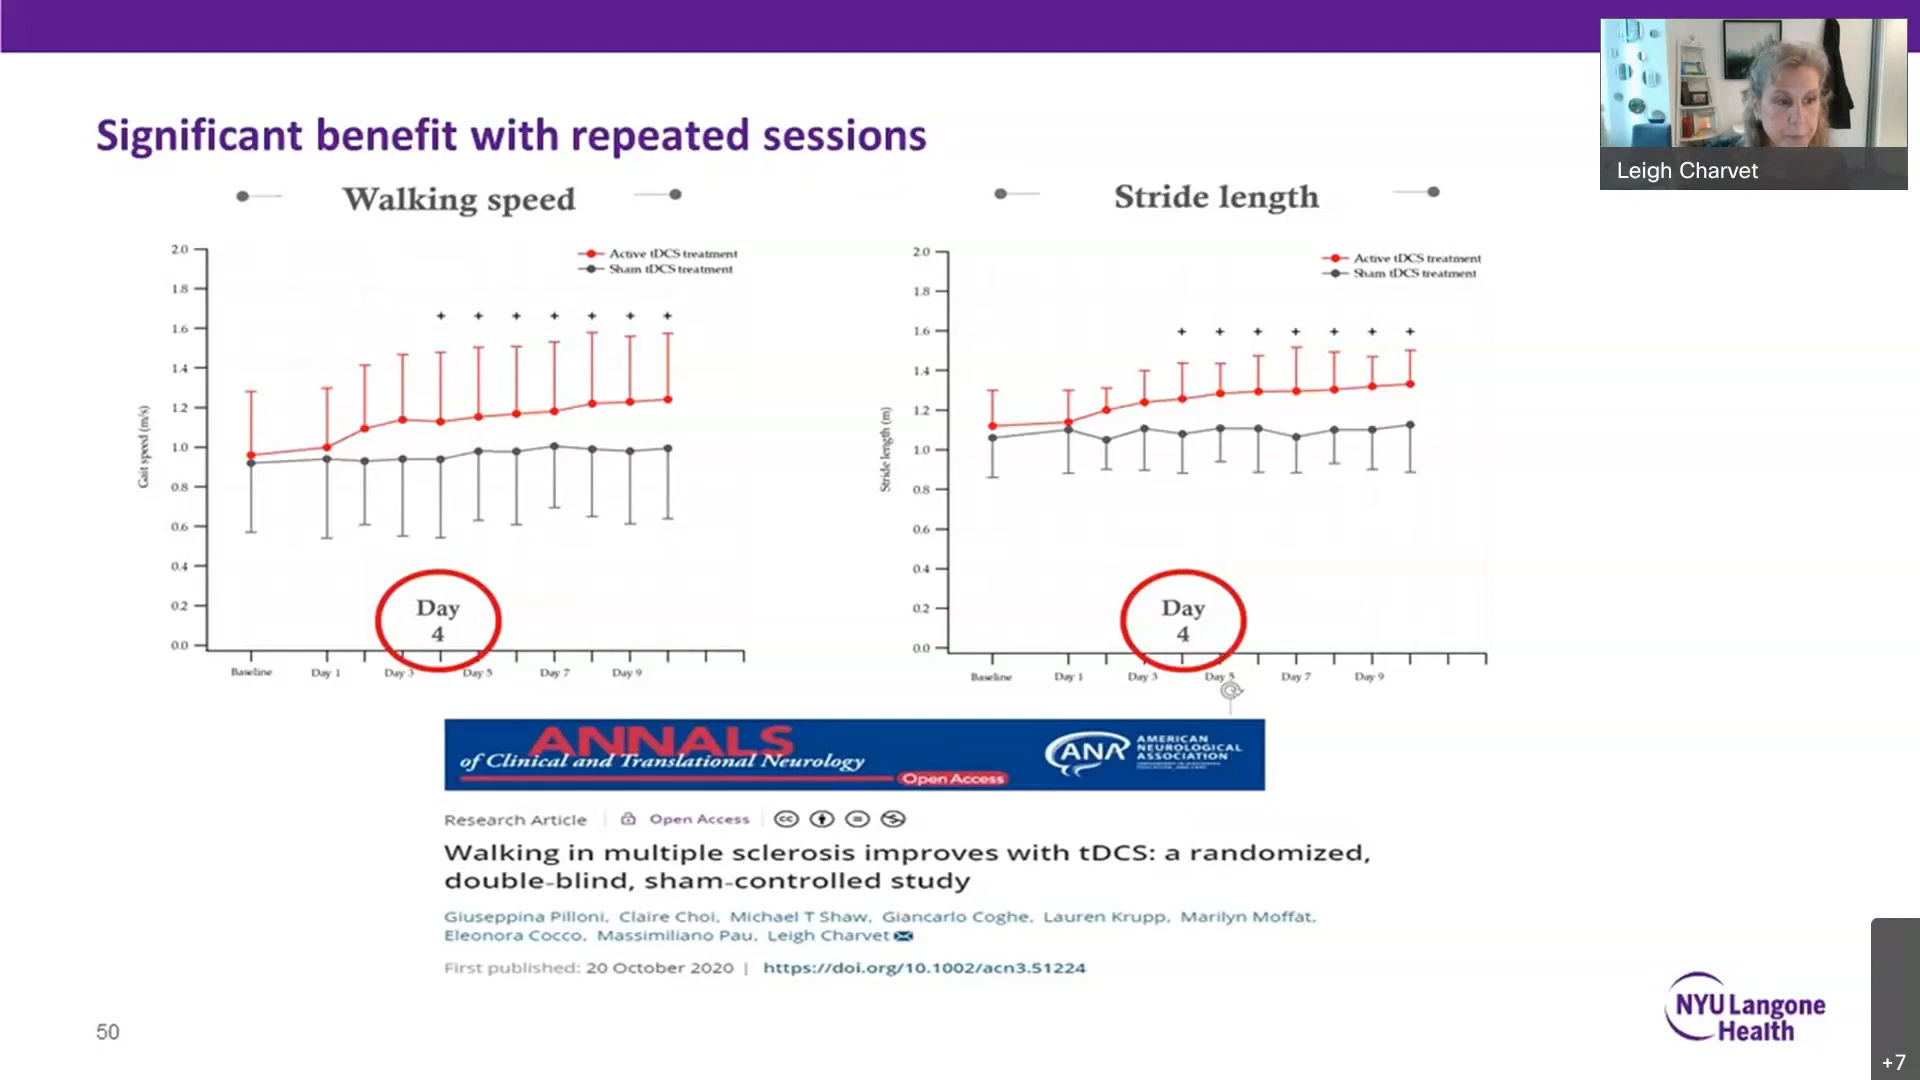 Leigh Charvet
Significant benefit with repeated sessions
Walking speed
Active tDCS treatment
Sham tDCS treatment
2.0
1.8
1.6
1.4
1.2
1.0
0.8
0.6
0.4
0.2
0.0
Gait speed (m/s)
+ + + + + + +
Day
4
Baseline Day 1 Day 3 Day 5 Day 7 Day 9
Stride length
Active tDCS treatment
Sham tDCS treatment
2.0
1.8
1.6
1.4
1.2
1.0
0.8
0.6
0.4
0.2
0.0
Stride length (m)
+ + + + + + +
Day
4
Baseline Day 1 Day 3 Day 5 Day 7 Day 9
ANNALS
of Clinical and Translational Neurology
Open Access
ANA
AMERICAN
NEUROLOGICAL
ASSOCIATION
Research Article Open Access cc
Walking in multiple sclerosis improves with tDCS: a randomized,
double-blind, sham-controlled study
Giuseppina Pilloni, Claire Choi, Michael T Shaw, Giancarlo Coghe, Lauren Krupp, Marilyn Moffat,
Eleonora Cocco, Massimiliano Pau, Leigh Charvet
First published: 20 October 2020 | https://doi.org/10.1002/acn3.51224
50
NYU Langone
Health
+7